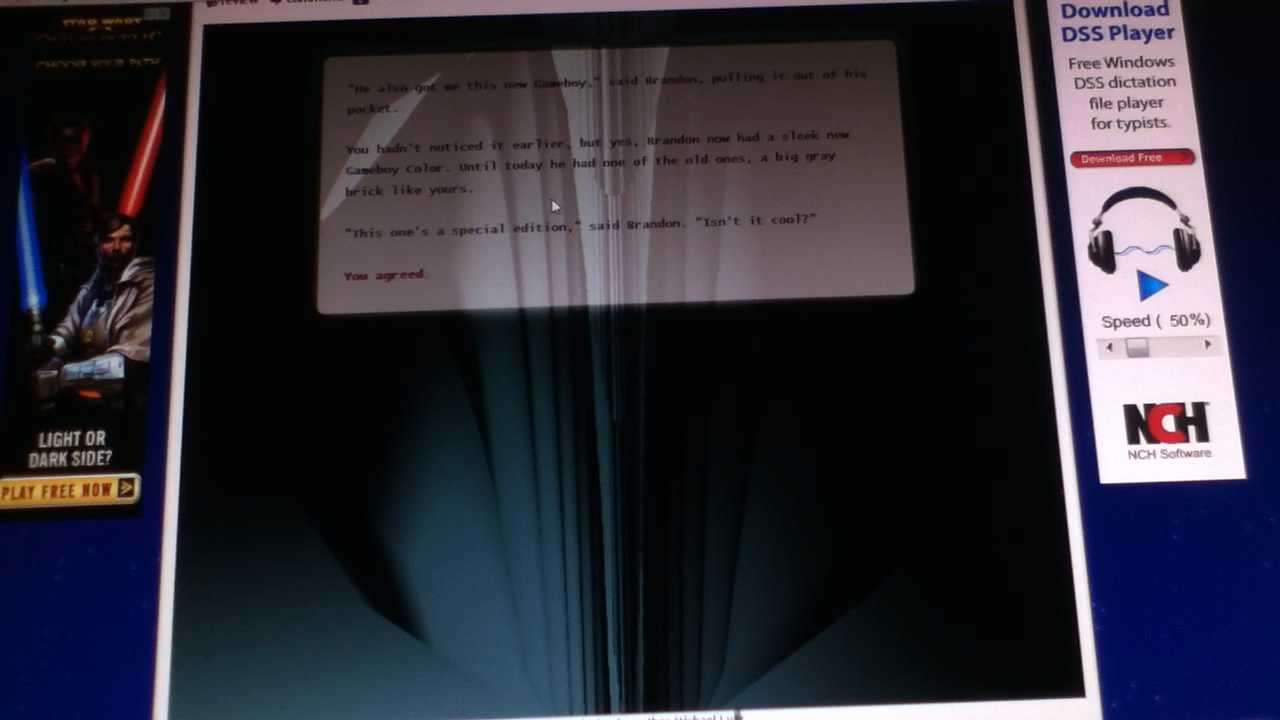 STAR WARS
CHOOSE YOUR PATH
LIGHT OR
DARK SIDE?
PLAY FREE NOW
"He also got me this new Gameboy," said Brandon, pulling it out of his
pocket.
You hadn't noticed it earlier, but yes, Brandon now had a sleek new
Gameboy Color. Until today he had one of the old ones, a big gray
brick like yours.
"This one's a special edition," said Brandon. "Isn't it cool?"
You agreed.
Download
DSS Player
Free Windows
DSS dictation
file player
for typists.
Download Free
Speed ( 50%)
NCH
NCH Software